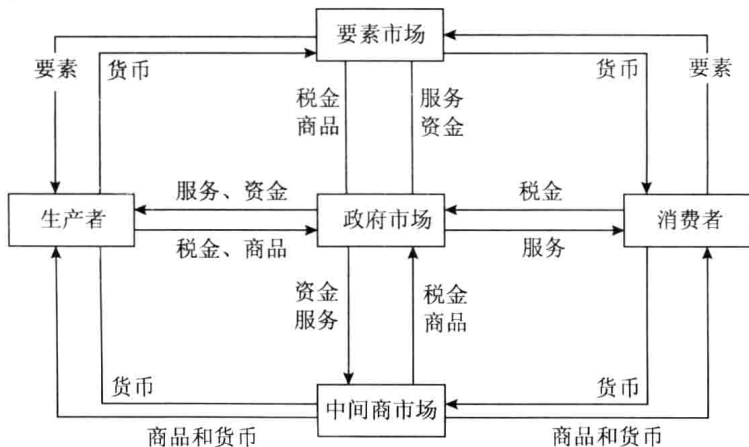 要素市场
要素
货币
货币
要素
税金
商品
服务
资金
服务、资金
税金
生产者
政府市场
消费者
税金、商品
服务
资金
服务
税金
商品
货币
货币
中间商市场
商品和货币
商品和货币